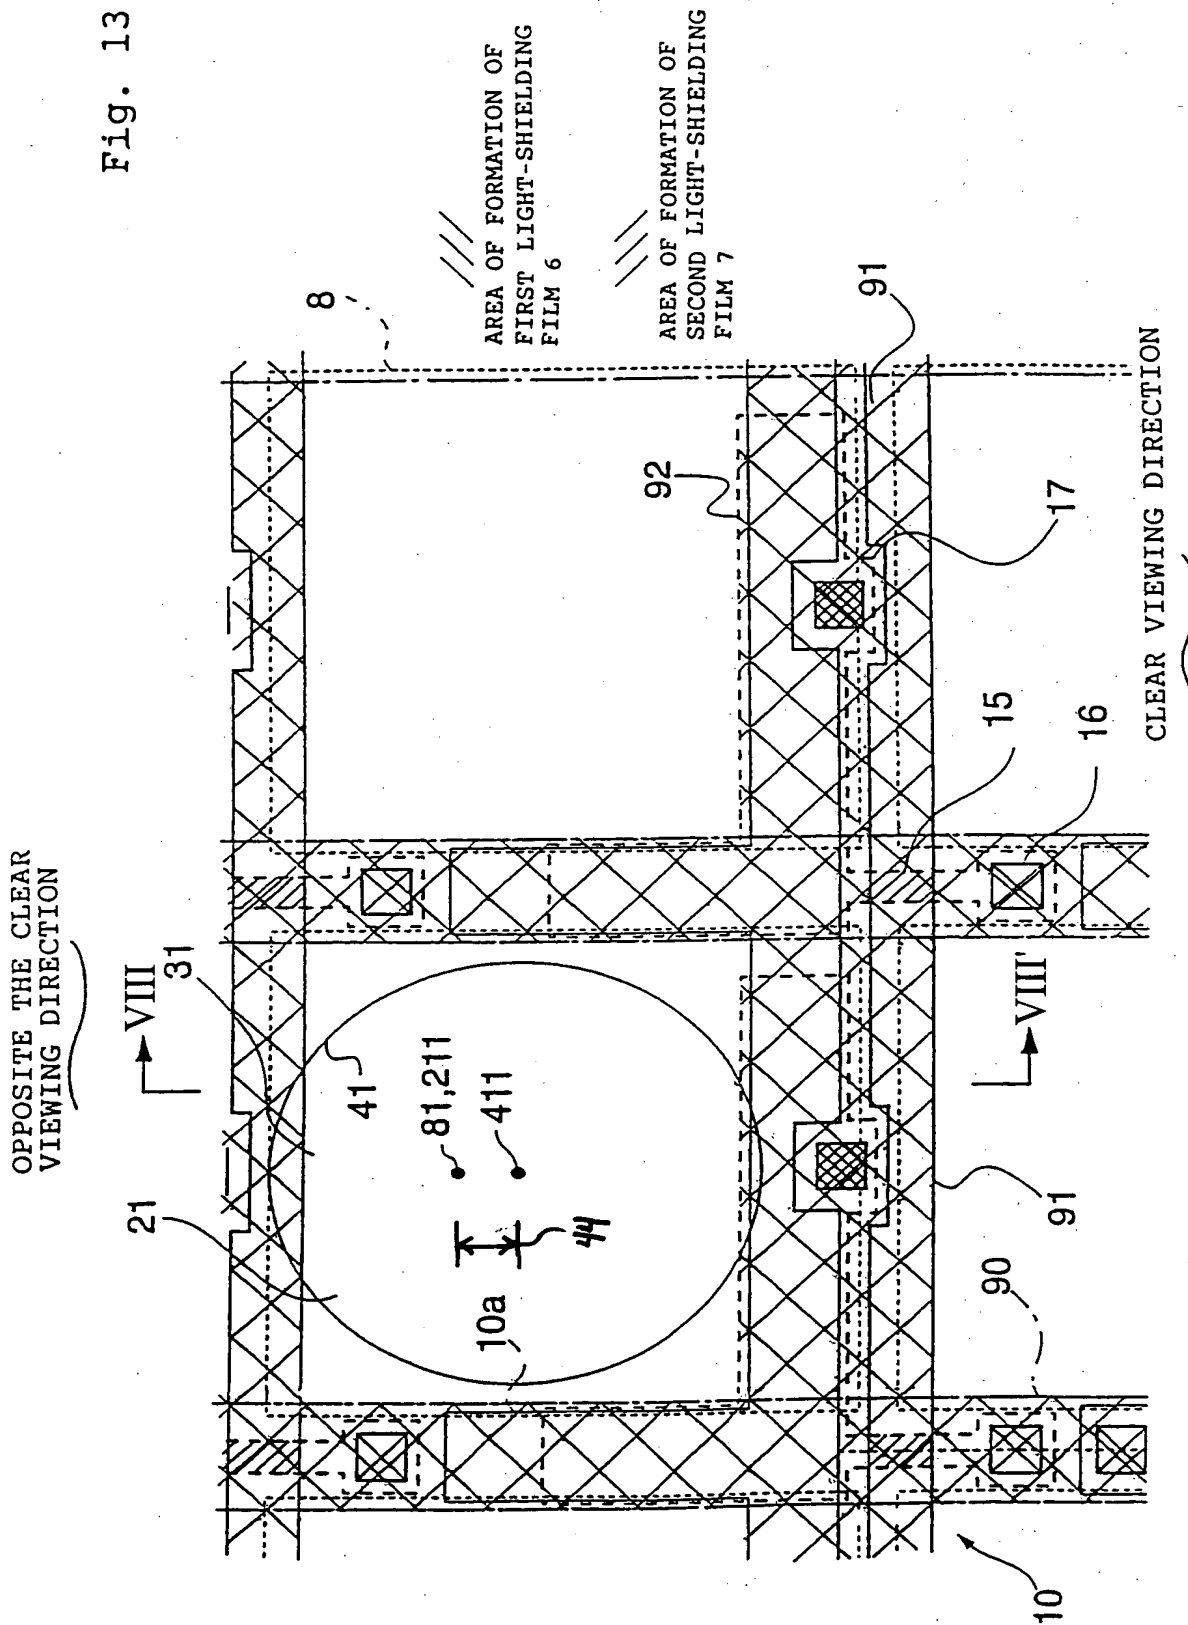 Fig. 13
OPPOSITE THE CLEAR
VIEWING DIRECTION
VIII
31
21
41
81,211
411
44
10a
8
AREA OF FORMATION OF
FIRST LIGHT-SHIELDING
FILM 6
AREA OF FORMATION OF
SECOND LIGHT-SHIELDING
FILM 7
92
91
17
15
16
VIII'
91
90
10
CLEAR VIEWING DIRECTION